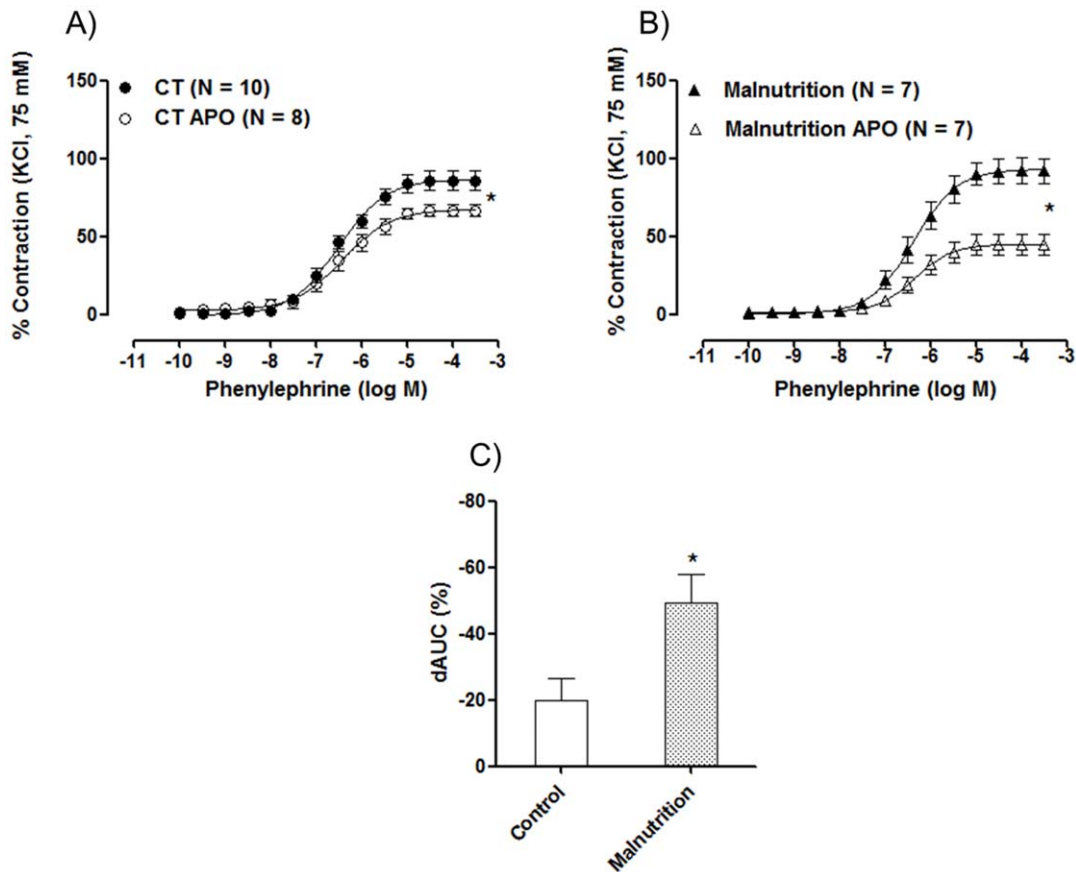 A)
% Contraction (KCl, 75 mM)
150
100
50
0
CT (N = 10)
CT APO (N = 8)
*
-11 -10 -9 -8 -7 -6 -5 -4 -3
Phenylephrine (log M)
B)
% Contraction (KCl, 75 mM)
150
100
50
0
Malnutrition (N = 7)
Malnutrition APO (N = 7)
*
-11 -10 -9 -8 -7 -6 -5 -4 -3
Phenylephrine (log M)
C)
dAUC (%)
-80
-60
-40
-20
0
*
Control
Malnutrition